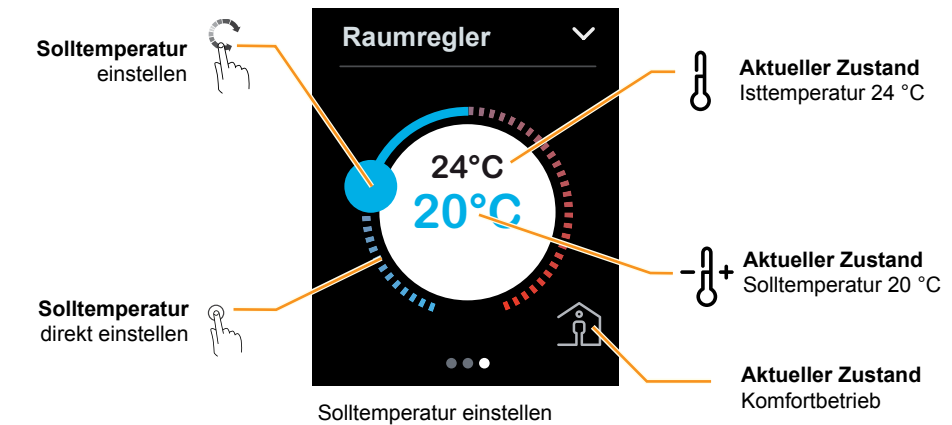 Solltemperatur
einstellen
Raumregler
Aktueller Zustand
Isttemperatur 24 °C
24°C
20°C
Aktueller Zustand
Solltemperatur 20 °C
Solltemperatur
direkt einstellen
Aktueller Zustand
Komfortbetrieb
Solltemperatur einstellen